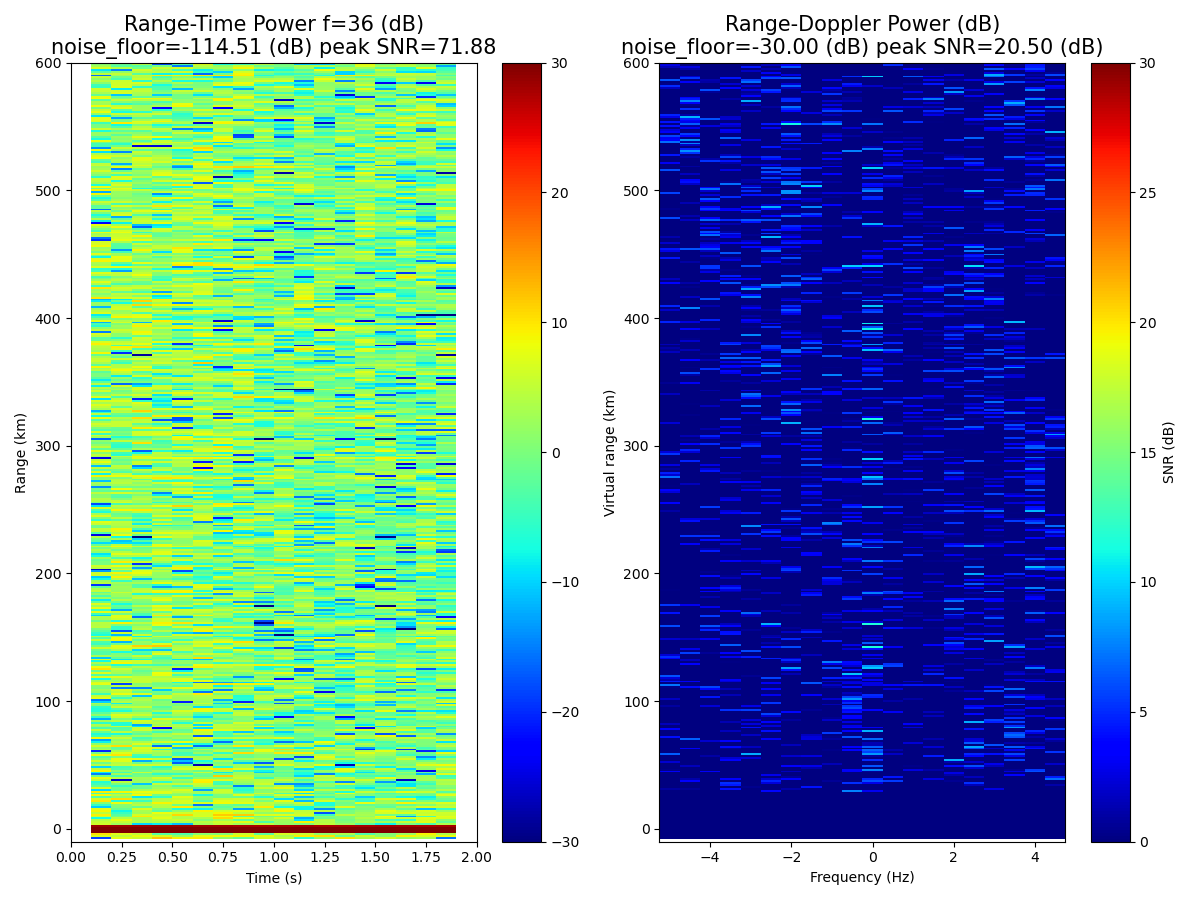 Range-Time Power f=36 (dB)
noise_floor=-114.51 (dB) peak SNR=71.88
600
500
400
300
200
100
0
Range (km)
0.00 0.25 0.50 0.75 1.00 1.25 1.50 1.75 2.00
Time (s)
30
20
10
0
−10
−20
−30
Range-Doppler Power (dB)
noise_floor=-30.00 (dB) peak SNR=20.50 (dB)
600
500
400
300
200
100
0
Virtual range (km)
−4 −2 0 2 4
Frequency (Hz)
30
25
20
15
10
5
0
SNR (dB)